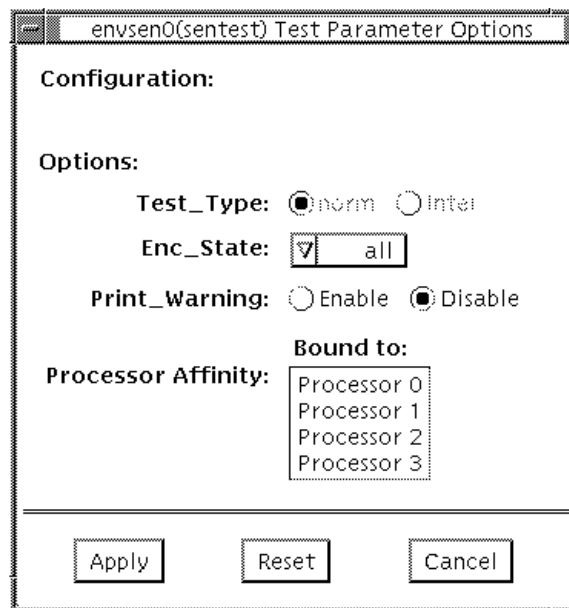 envsen0(sentest) Test Parameter Options
Configuration:
Options:
Test_Type: norm Inter
Enc_State: all
Print_Warning: Enable Disable
Bound to:
Processor Affinity:
Processor 0
Processor 1
Processor 2
Processor 3
Apply Reset Cancel